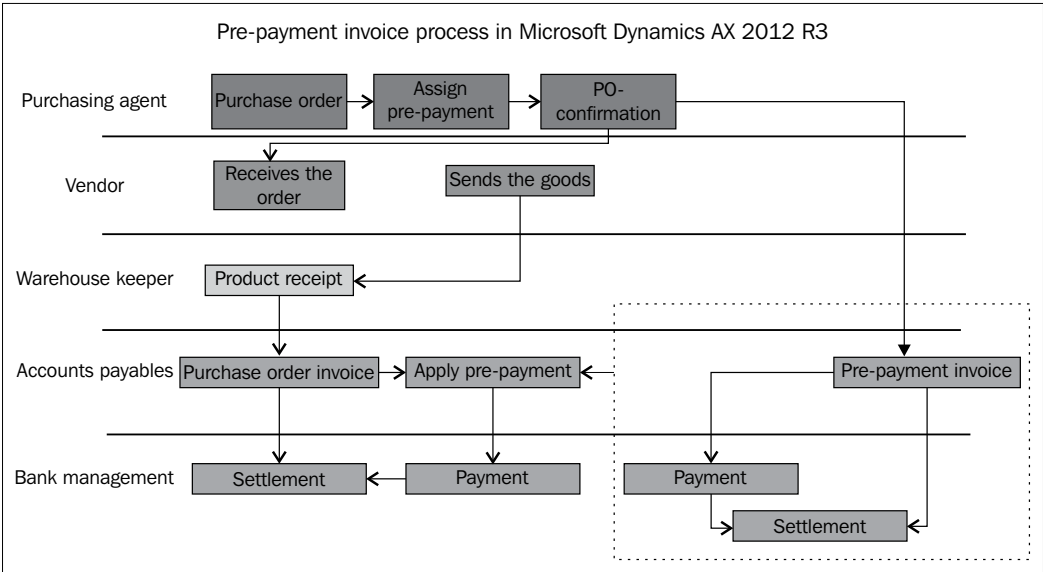 Pre-payment invoice process in Microsoft Dynamics AX 2012 R3
Purchasing agent
Purchase order
Assign
pre-payment
PO-
confirmation
Vendor
Receives the
order
Sends the goods
Warehouse keeper
Product receipt
Accounts payables
Purchase order invoice
Apply pre-payment
Pre-payment invoice
Bank management
Settlement
Payment
Payment
Settlement